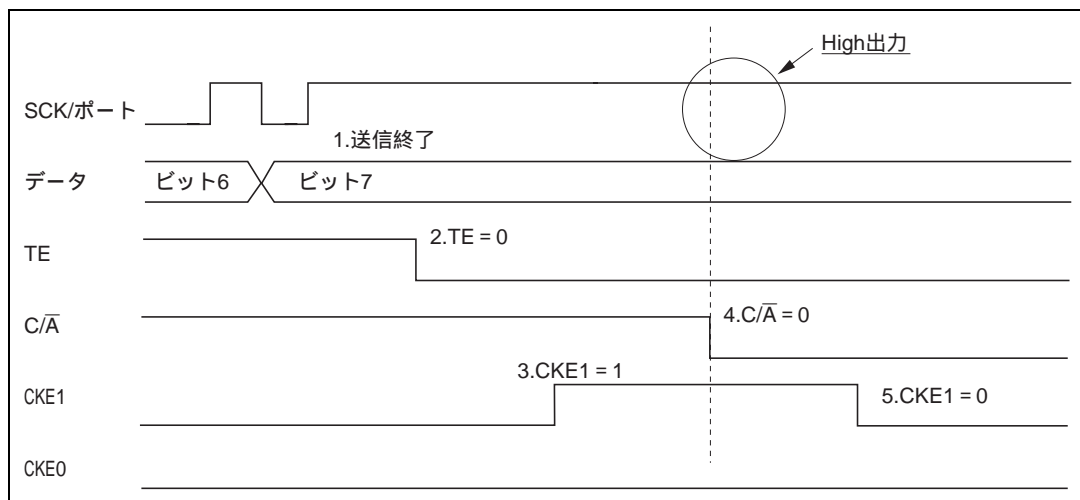 High出力
SCK/ポート
1.送信終了
データ
ビット6
ビット7
TE
2.TE = 0
C/A̅
4.C/A̅ = 0
3.CKE1 = 1
CKE1
5.CKE1 = 0
CKE0